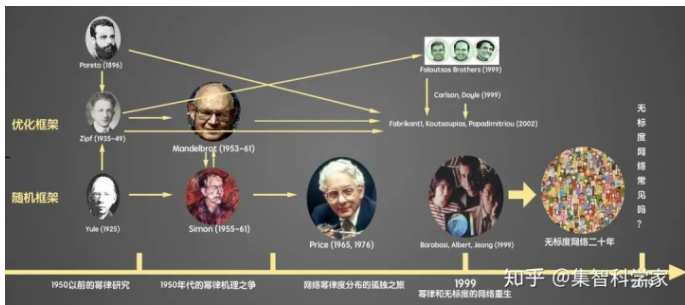 Pareto (1896)
Faloutsos Brothers (1999)
Carlson, Doyle (1999)
优化框架
Zipf (1935-49)
Mandelbrot (1953-61)
Fabrikant1, Koutsoupias, Papadimitriou (2002)
无标度网络常见吗?
随机框架
Yule (1925)
Simon (1955-61)
Price (1965, 1976)
Barabasi, Albert, Jeong (1999)
无标度网络二十年
1950以前的幂律研究
1950年代的幂律机理之争
网络幂律度分布的孤独之旅
1999
幂律和无标度的网络重生
2019
知乎 @集智科学家